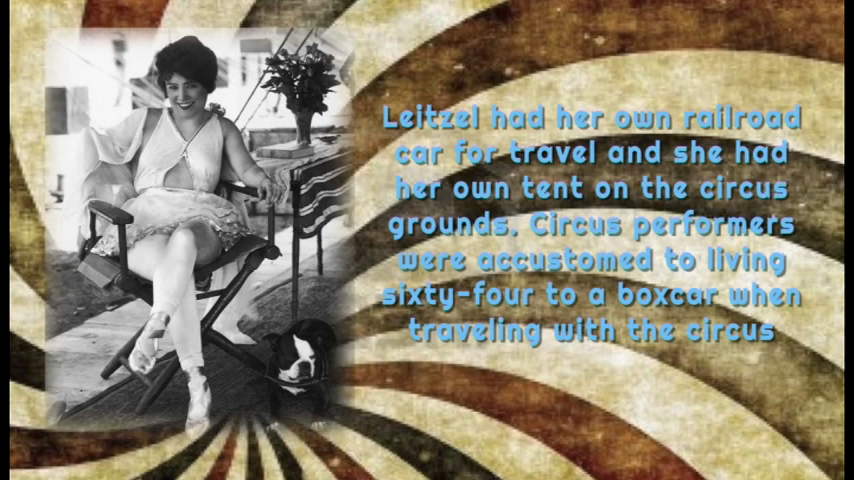 Leitzel had her own railroad
car for travel and she had
her own tent on the circus
grounds. Circus performers
were accustomed to living
sixty-four to a boxcar when
traveling with the circus